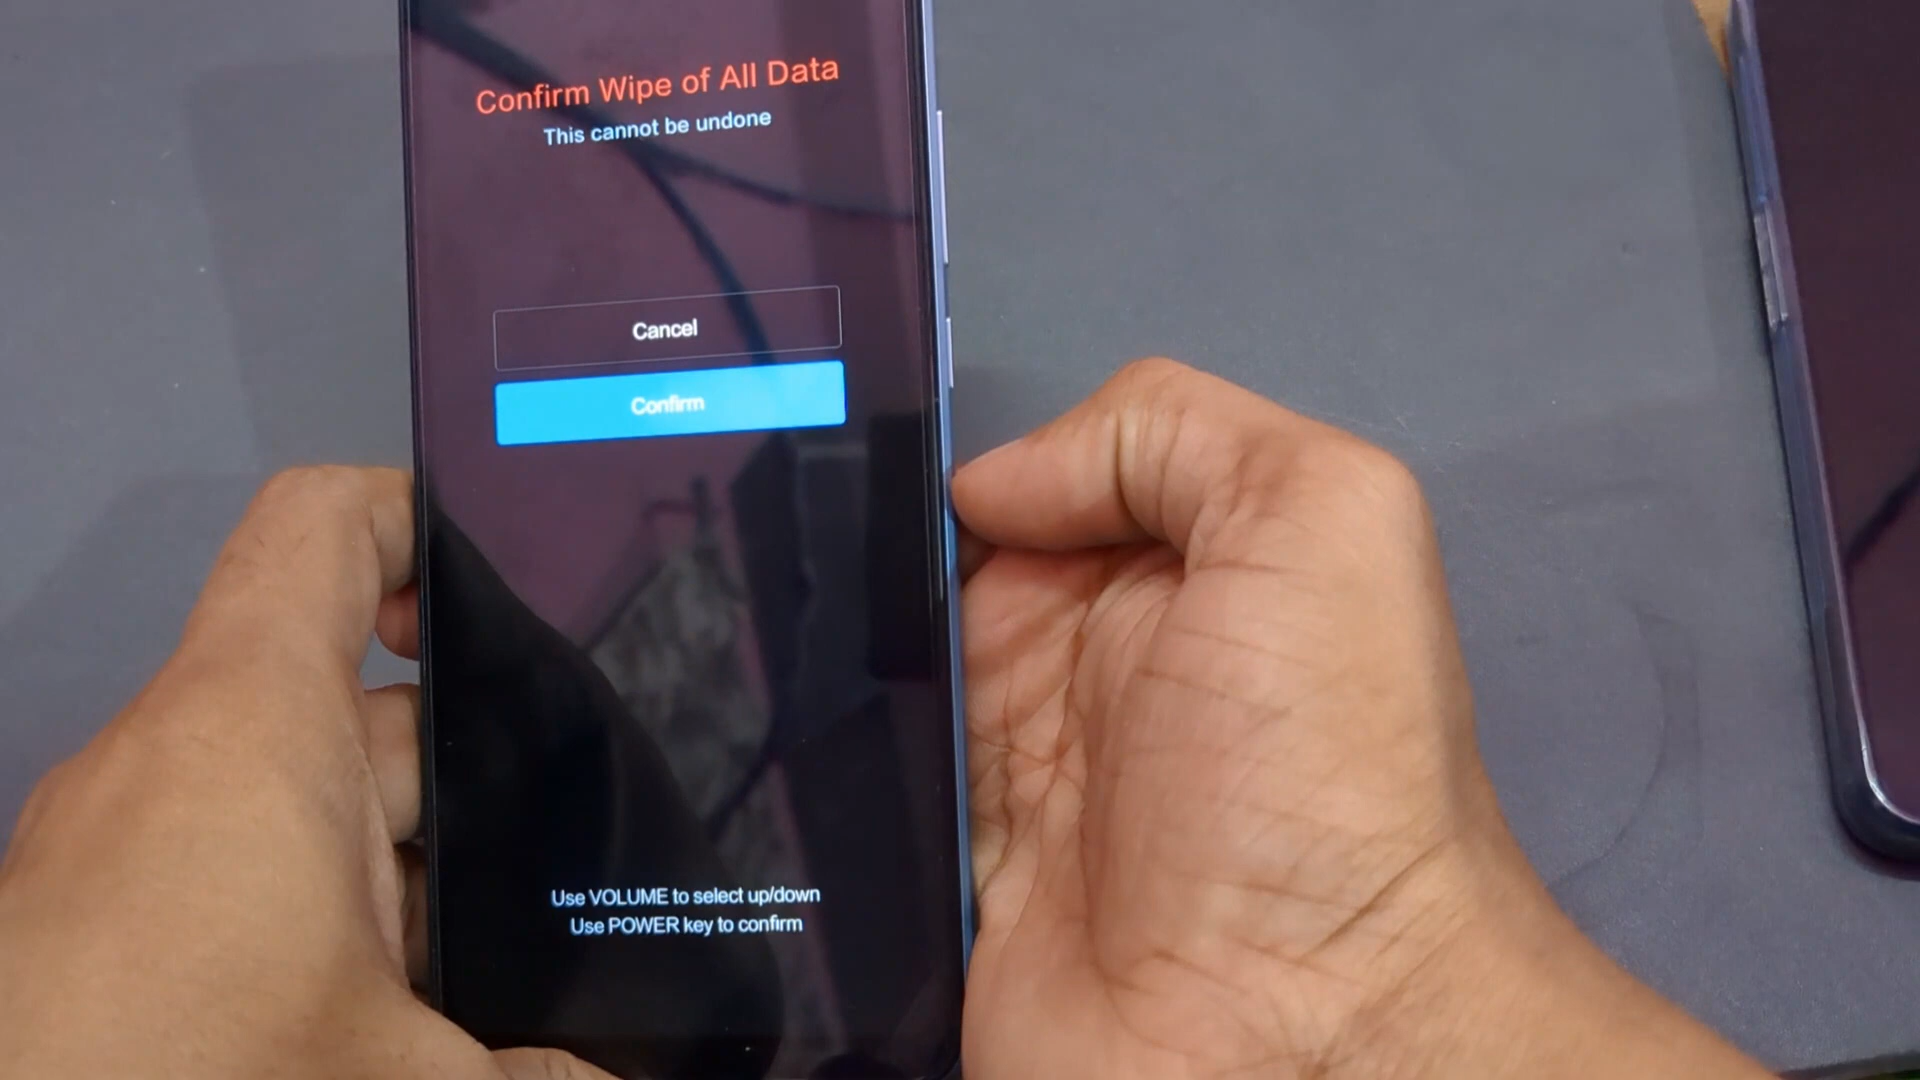 Confirm Wipe of All Data
This cannot be undone
Cancel
Confirm
Use VOLUME to select up/down
Use POWER key to confirm